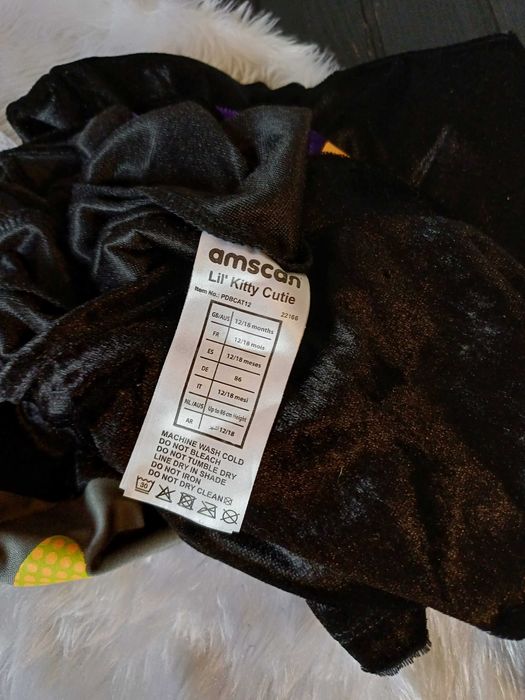 amscan
Lil' Kitty Cutie
Item No.: PDBCAT12 22166
GB/AUS 12/18 months
FR 12/18 mois
ES 12/18 meses
DE 86
IT 12/18 mesi
NL/AUS Up to 86 cm Height
AR 12/18
MACHINE WASH COLD
DO NOT BLEACH
DO NOT TUMBLE DRY
LINE DRY IN SHADE
DO NOT IRON
DO NOT DRY CLEAN
30